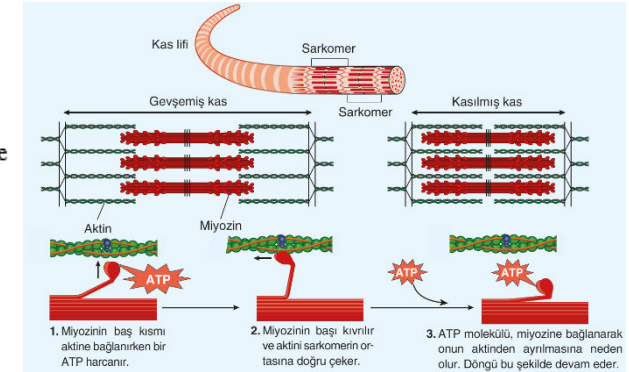 Kas lifi
Sarkomer
Sarkomer
Gevşemiş kas
Kasılmış kas
Aktin
Miyozin
ATP
ATP
ATP
1. Miyozinin baş kısmı
aktine bağlanırken bir
ATP harcanır.
2. Miyozinin başı kıvrılır
ve aktini sarkomerin or-
tasına doğru çeker.
3. ATP molekülü, miyozine bağlanarak
onun aktinden ayrılmasına neden
olur. Döngü bu şekilde devam eder.